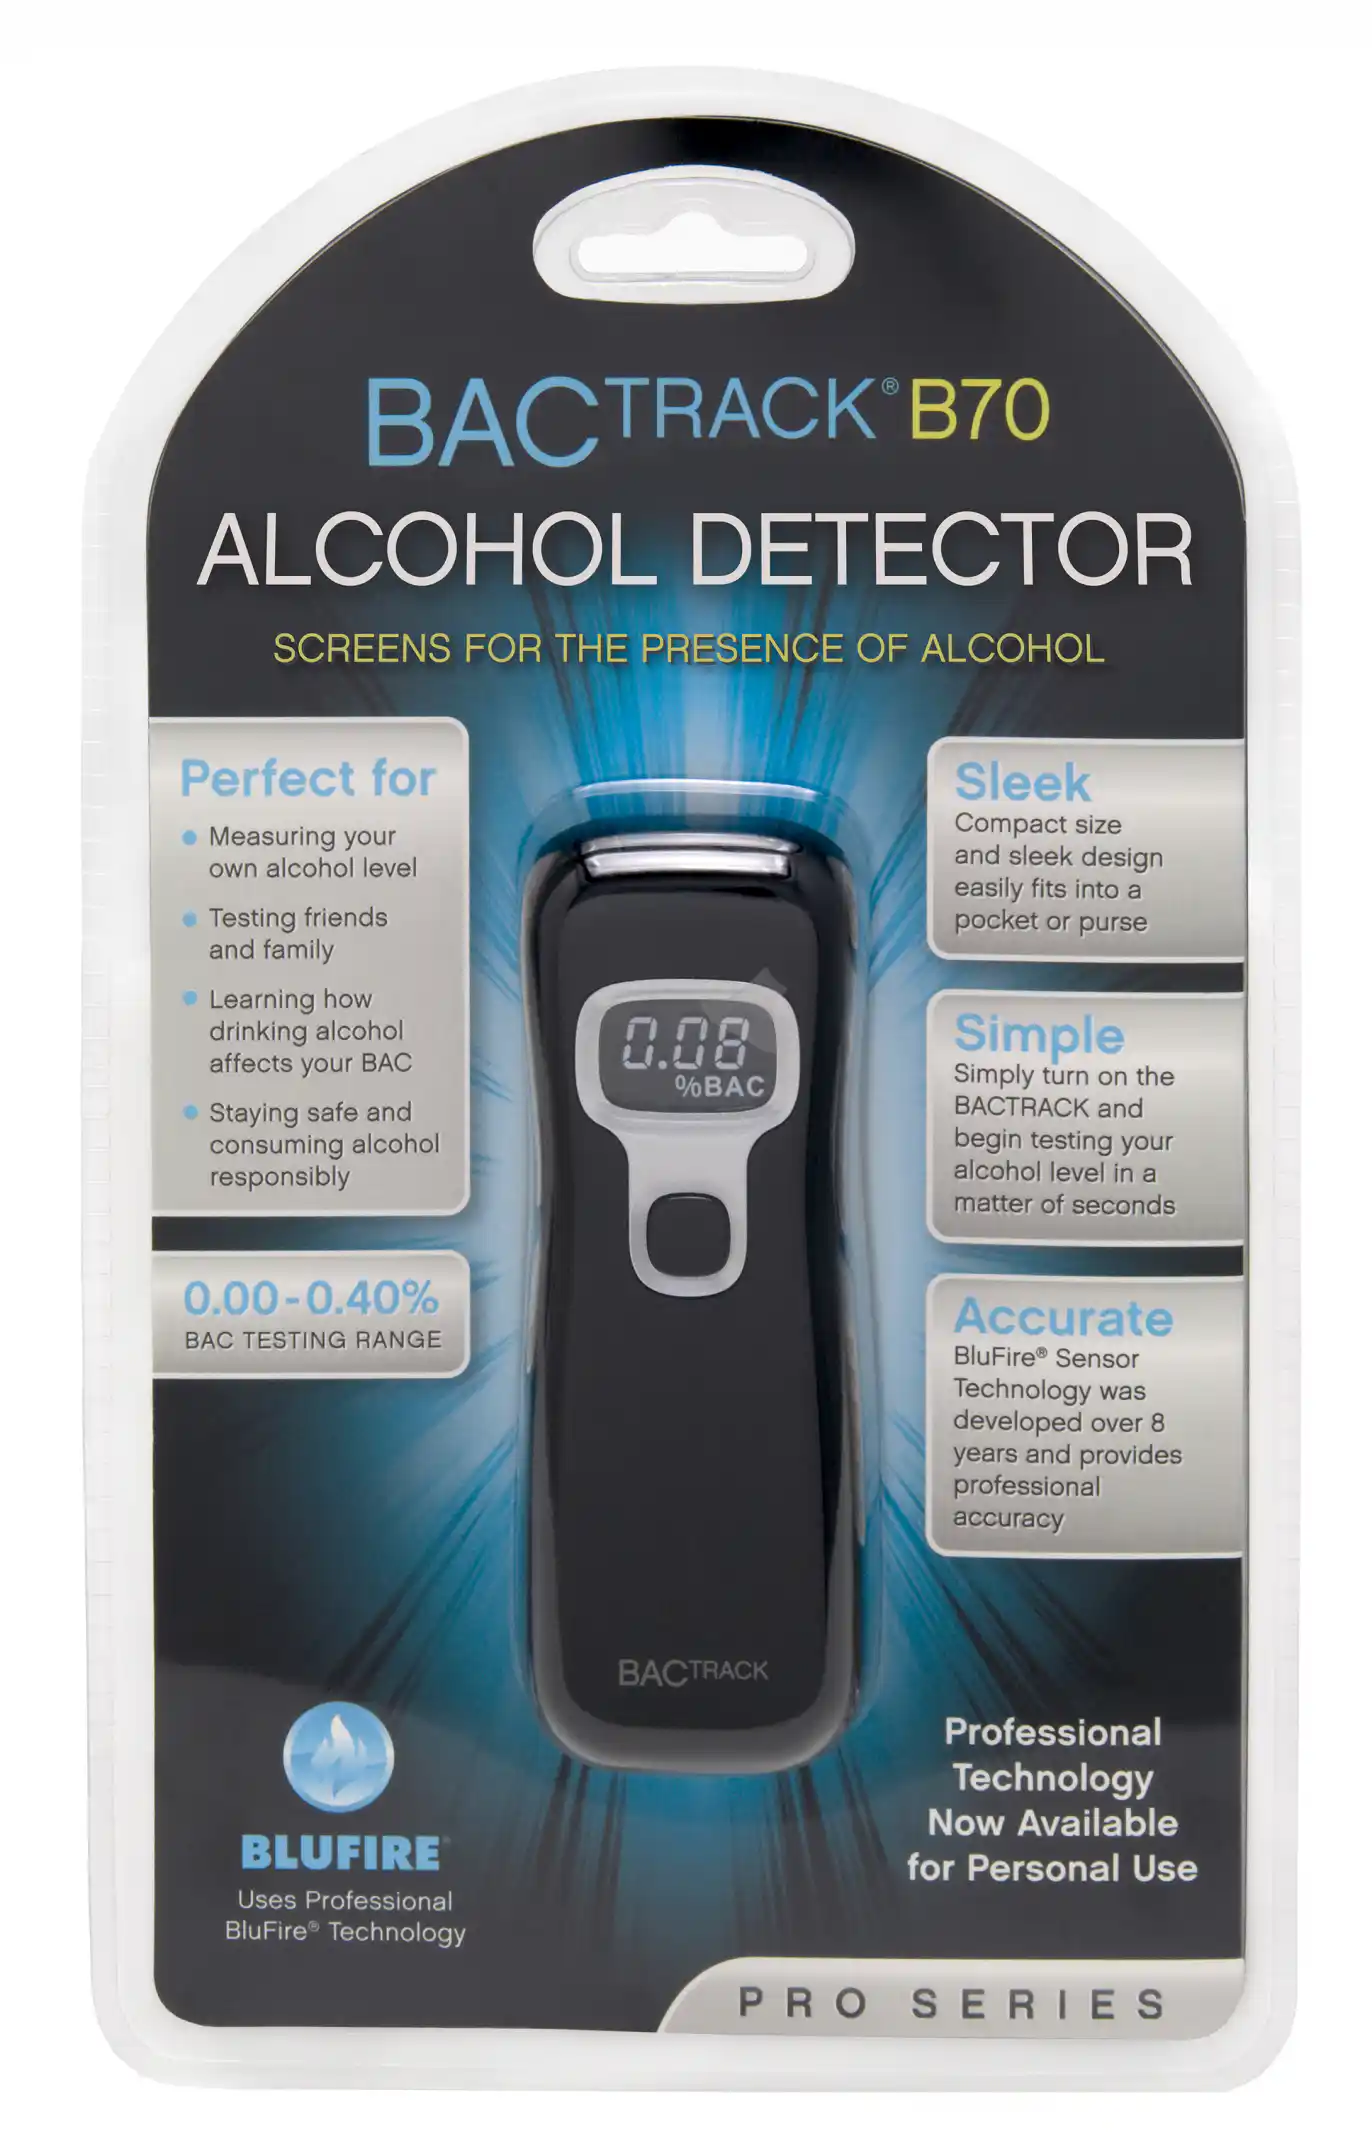 BACTRACK® B70
ALCOHOL DETECTOR
SCREENS FOR THE PRESENCE OF ALCOHOL
Perfect for
• Measuring your
own alcohol level
• Testing friends
and family
• Learning how
drinking alcohol
affects your BAC
• Staying safe and
consuming alcohol
responsibly
0.00-0.40%
BAC TESTING RANGE
0.08
%BAC
BACTRACK
Sleek
Compact size
and sleek design
easily fits into a
pocket or purse
Simple
Simply turn on the
BACTRACK and
begin testing your
alcohol level in a
matter of seconds
Accurate
BluFire® Sensor
Technology was
developed over 8
years and provides
professional
accuracy
BLUFIRE®
Uses Professional
BluFire® Technology
Professional
Technology
Now Available
for Personal Use
PRO SERIES